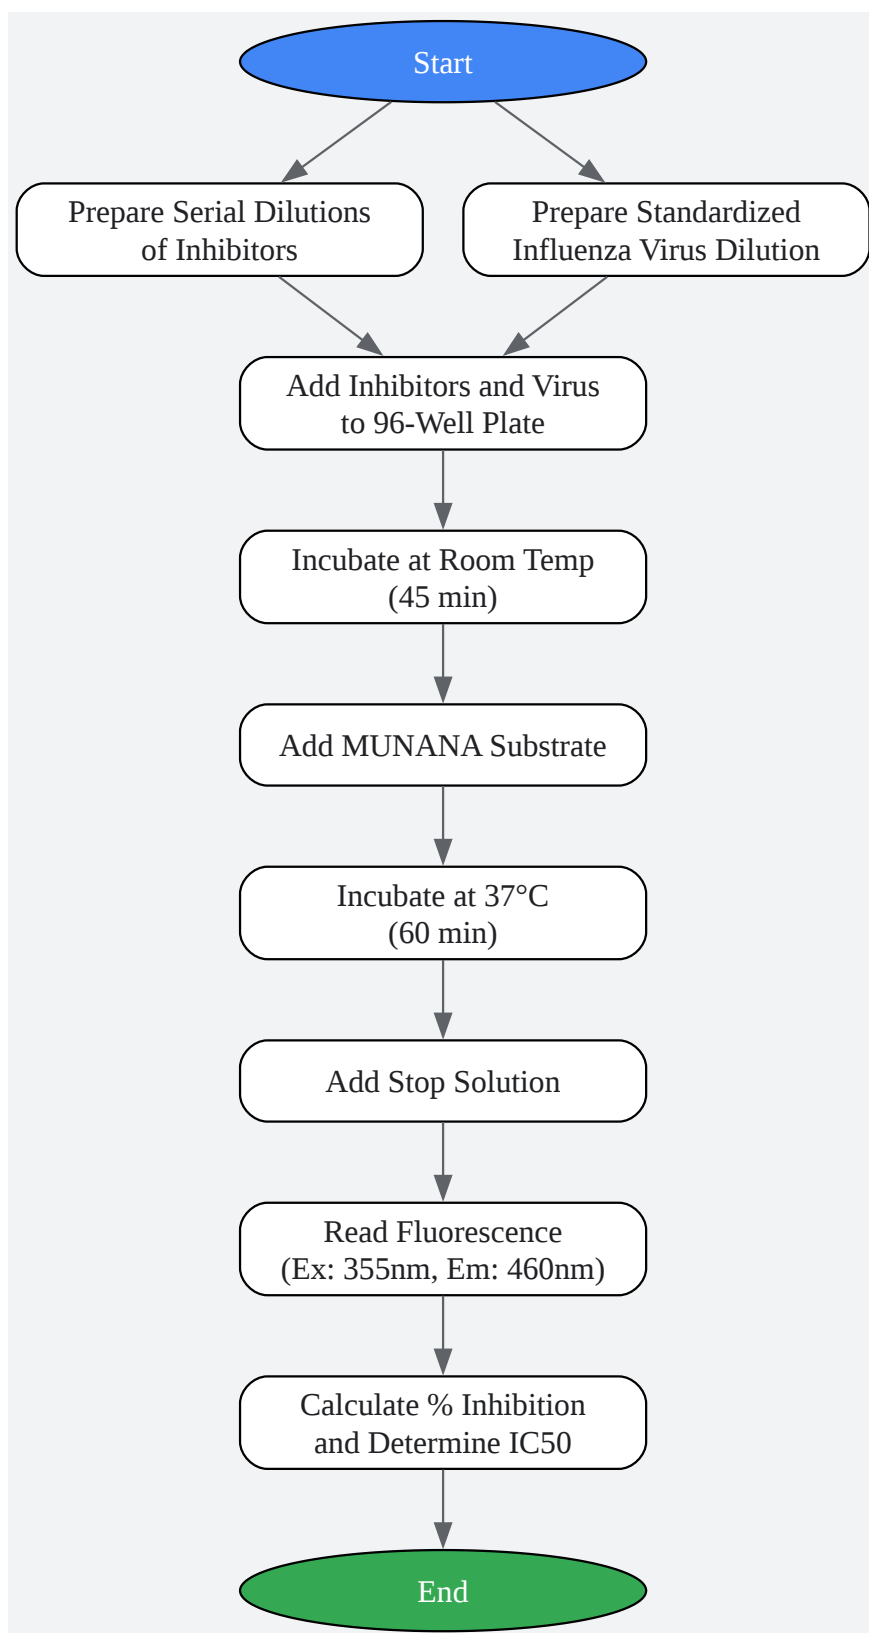 Start
Prepare Serial Dilutions
of Inhibitors
Prepare Standardized
Influenza Virus Dilution
Add Inhibitors and Virus
to 96-Well Plate
Incubate at Room Temp
(45 min)
Add MUNANA Substrate
Incubate at 37°C
(60 min)
Add Stop Solution
Read Fluorescence
(Ex: 355nm, Em: 460nm)
Calculate % Inhibition
and Determine IC50
End